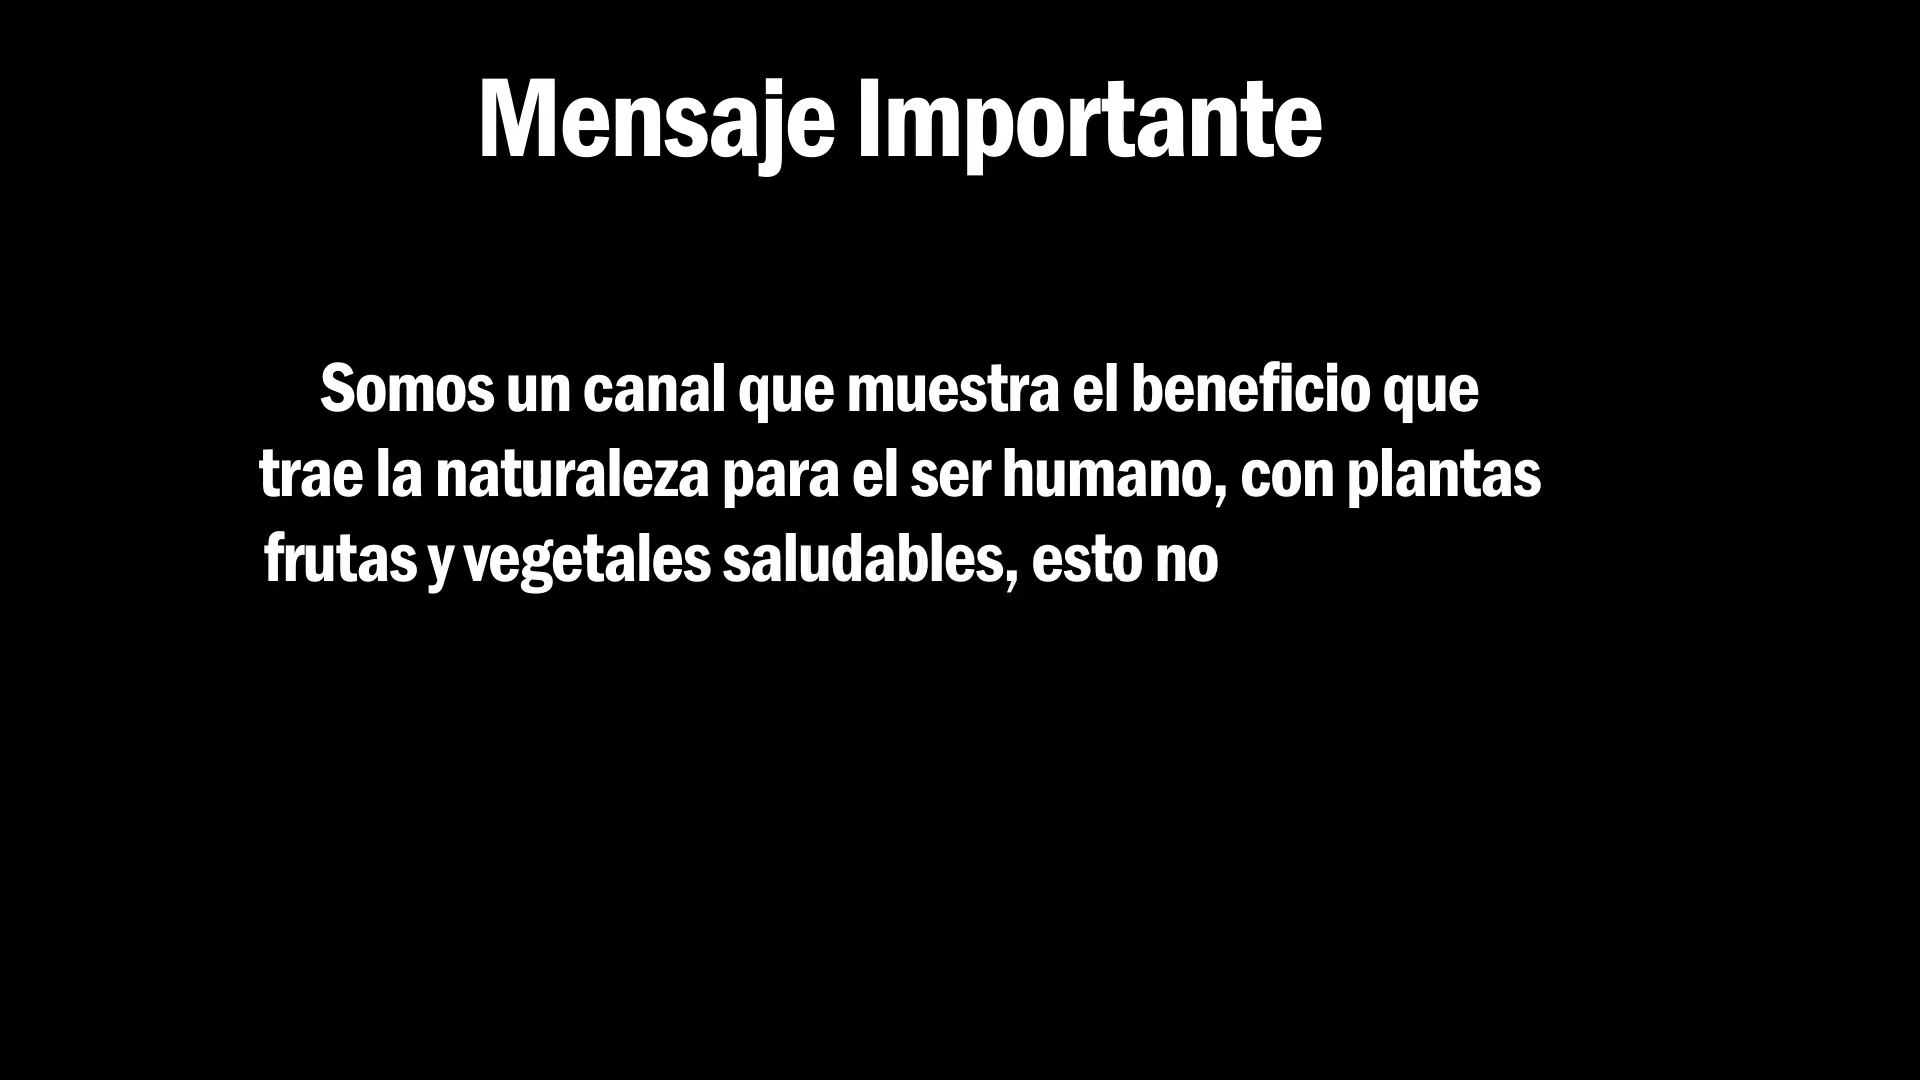 Mensaje Importante
Somos un canal que muestra el beneficio que
trae la naturaleza para el ser humano, con plantas
frutas y vegetales saludables, esto no